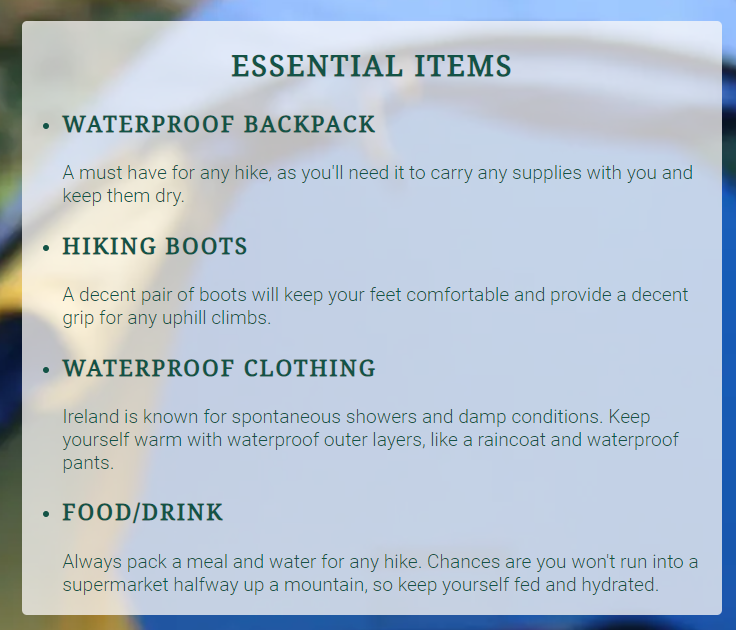 ESSENTIAL ITEMS
• WATERPROOF BACKPACK
A must have for any hike, as you'll need it to carry any supplies with you and
keep them dry.
• HIKING BOOTS
A decent pair of boots will keep your feet comfortable and provide a decent
grip for any uphill climbs.
• WATERPROOF CLOTHING
Ireland is known for spontaneous showers and damp conditions. Keep
yourself warm with waterproof outer layers, like a raincoat and waterproof
pants.
• FOOD/DRINK
Always pack a meal and water for any hike. Chances are you won't run into a
supermarket halfway up a mountain, so keep yourself fed and hydrated.